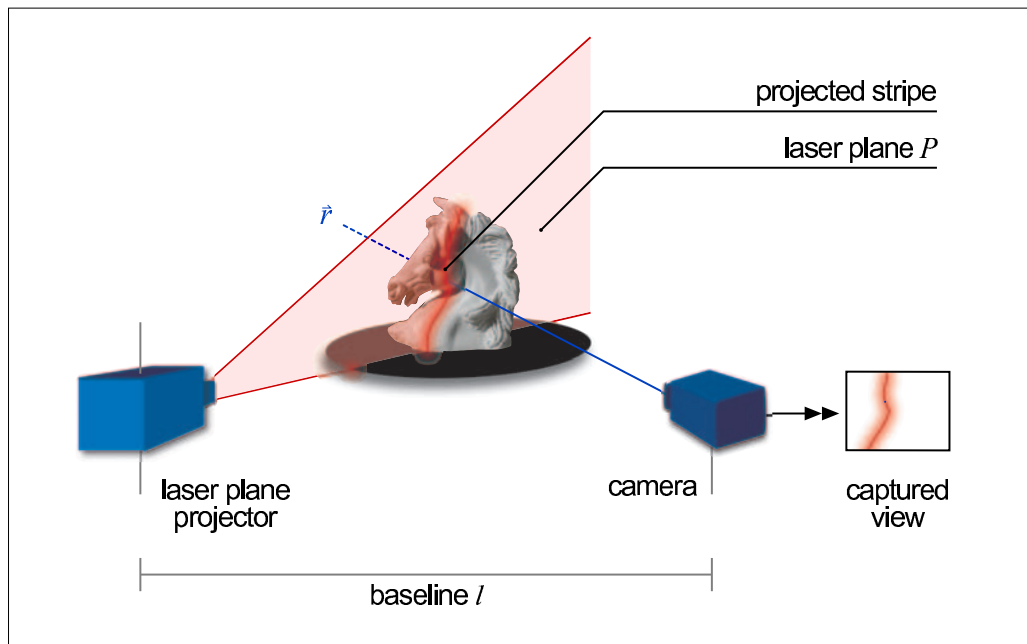 projected stripe
laser plane P
r⃗
laser plane
projector
camera
captured
view
baseline l